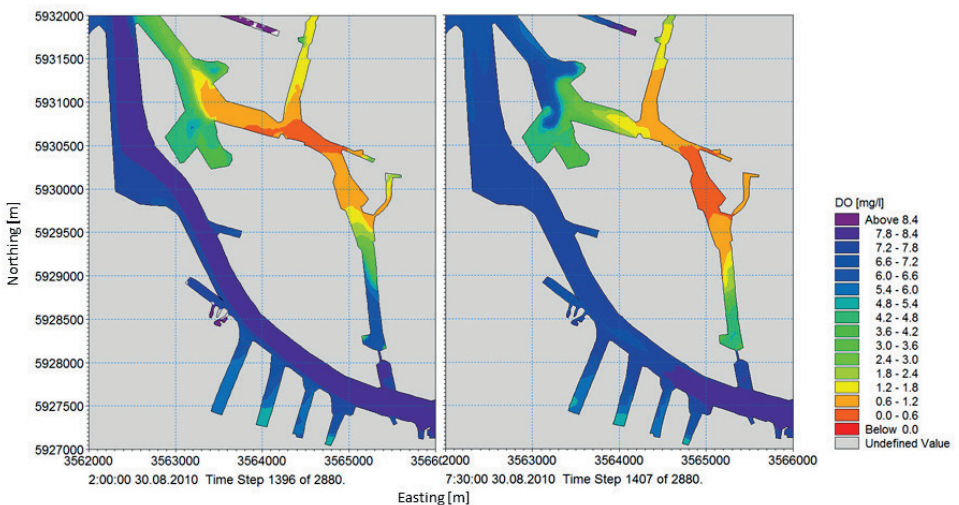 5932000
5931500
5931000
5930500
5930000
5929500
5929000
5928500
5928000
5927500
5927000
Northing [m]
3562000 3563000 3564000 3565000 3566
2000 3563000 3564000 3565000 3566000
2:00:00 30.08.2010 Time Step 1396 of 2880.
7:30:00 30.08.2010 Time Step 1407 of 2880.
Easting [m]
DO [mg/l]
Above 8.4
7.8 - 8.4
7.2 - 7.8
6.6 - 7.2
6.0 - 6.6
5.4 - 6.0
4.8 - 5.4
4.2 - 4.8
3.6 - 4.2
3.0 - 3.6
2.4 - 3.0
1.8 - 2.4
1.2 - 1.8
0.6 - 1.2
0.0 - 0.6
Below 0.0
Undefined Value